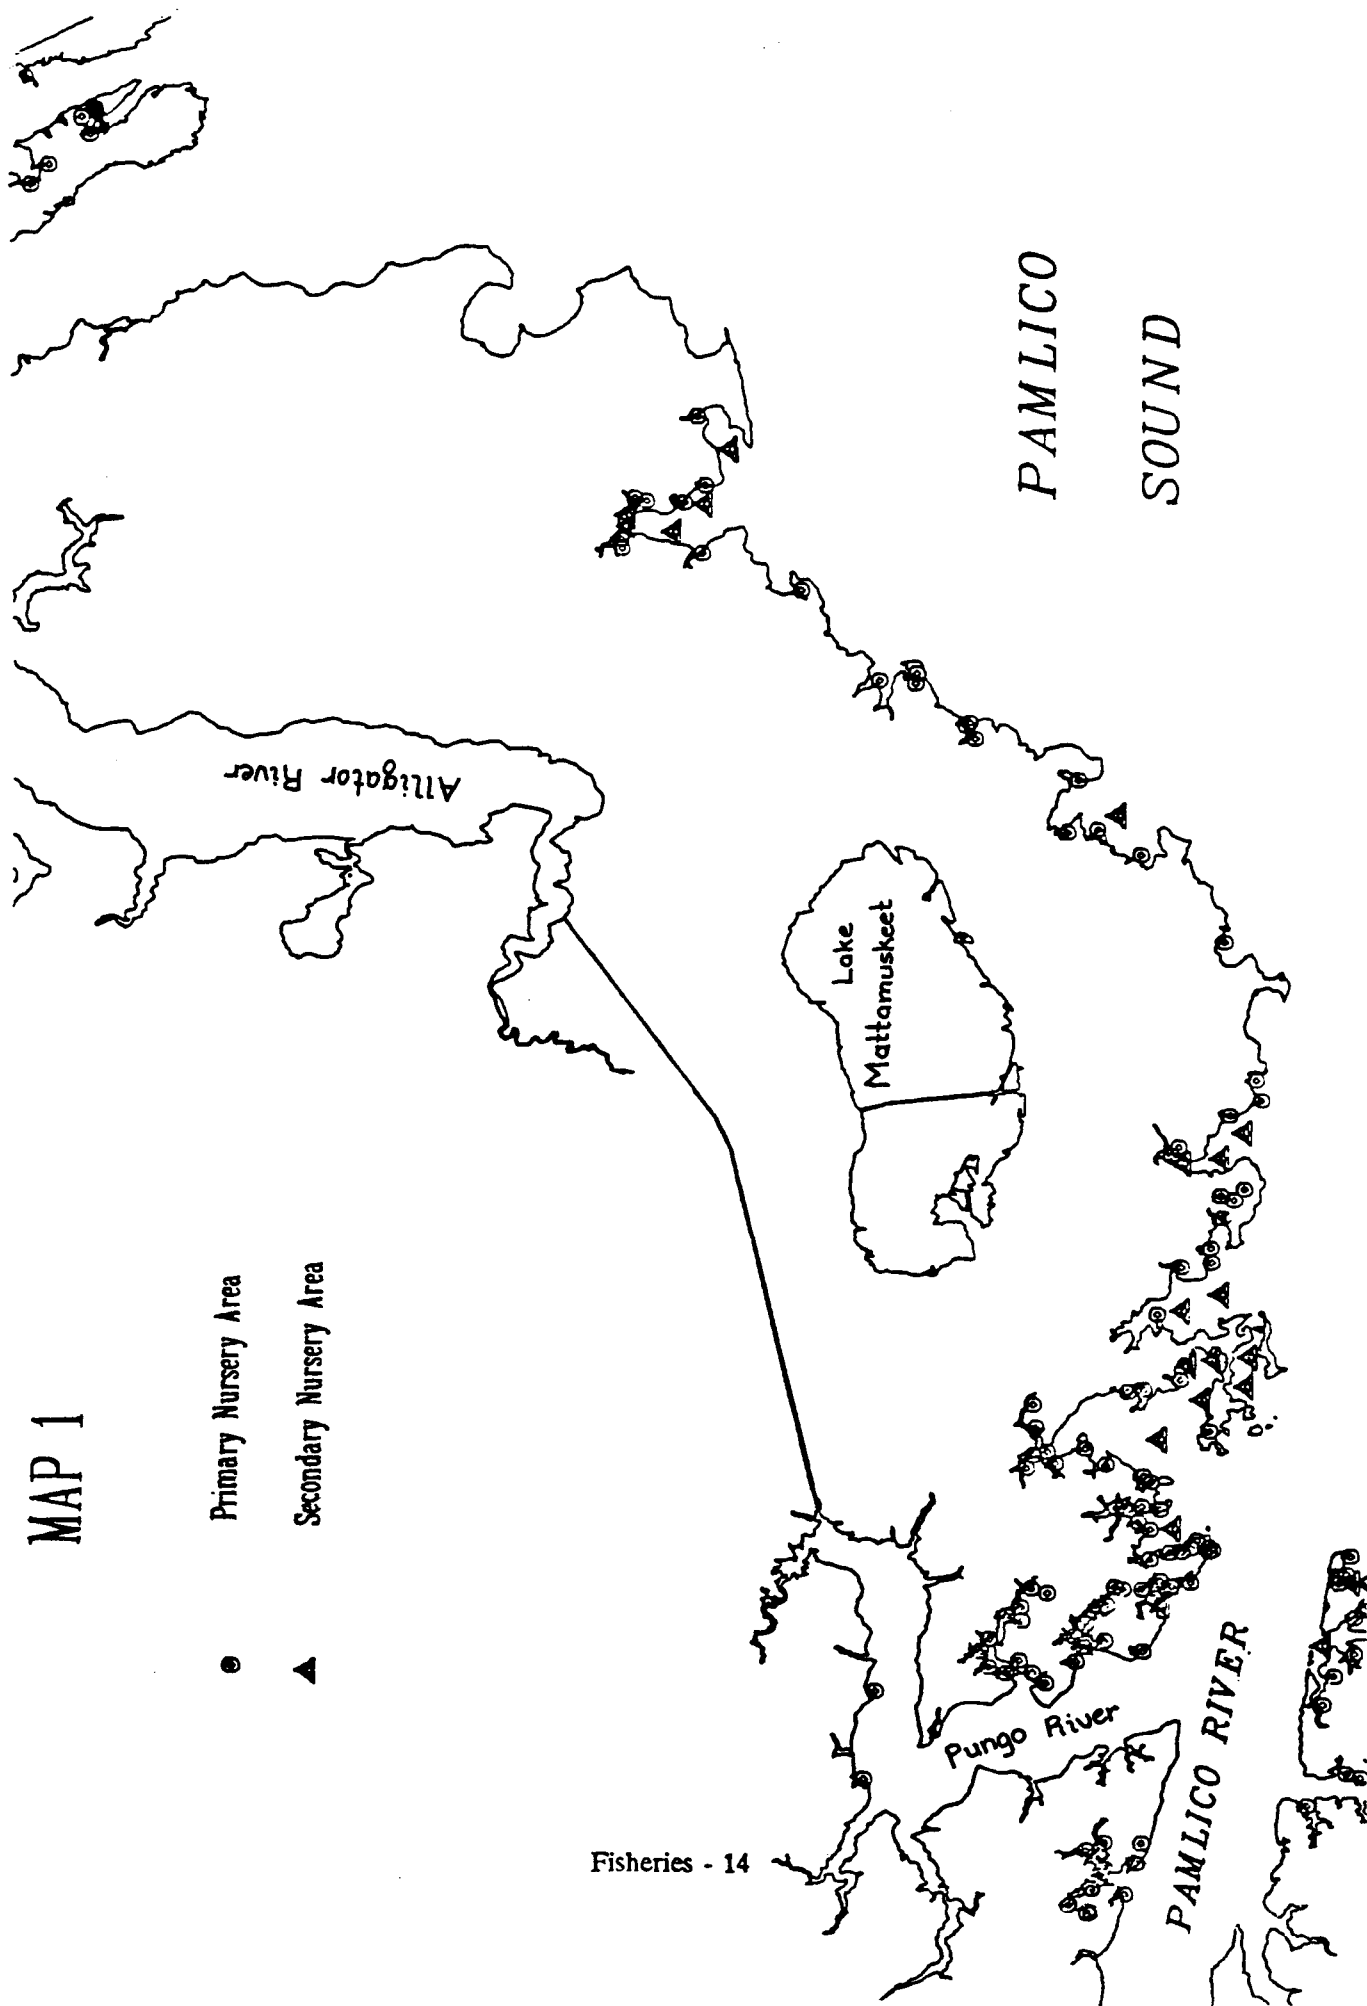 MAP 1
Primary Nursery Area
Secondary Nursery Area
Alligator River
Lake
Mattamuskeet
PAMLICO
SOUND
Pungo River
PAMLICO RIVER
Fisheries - 14